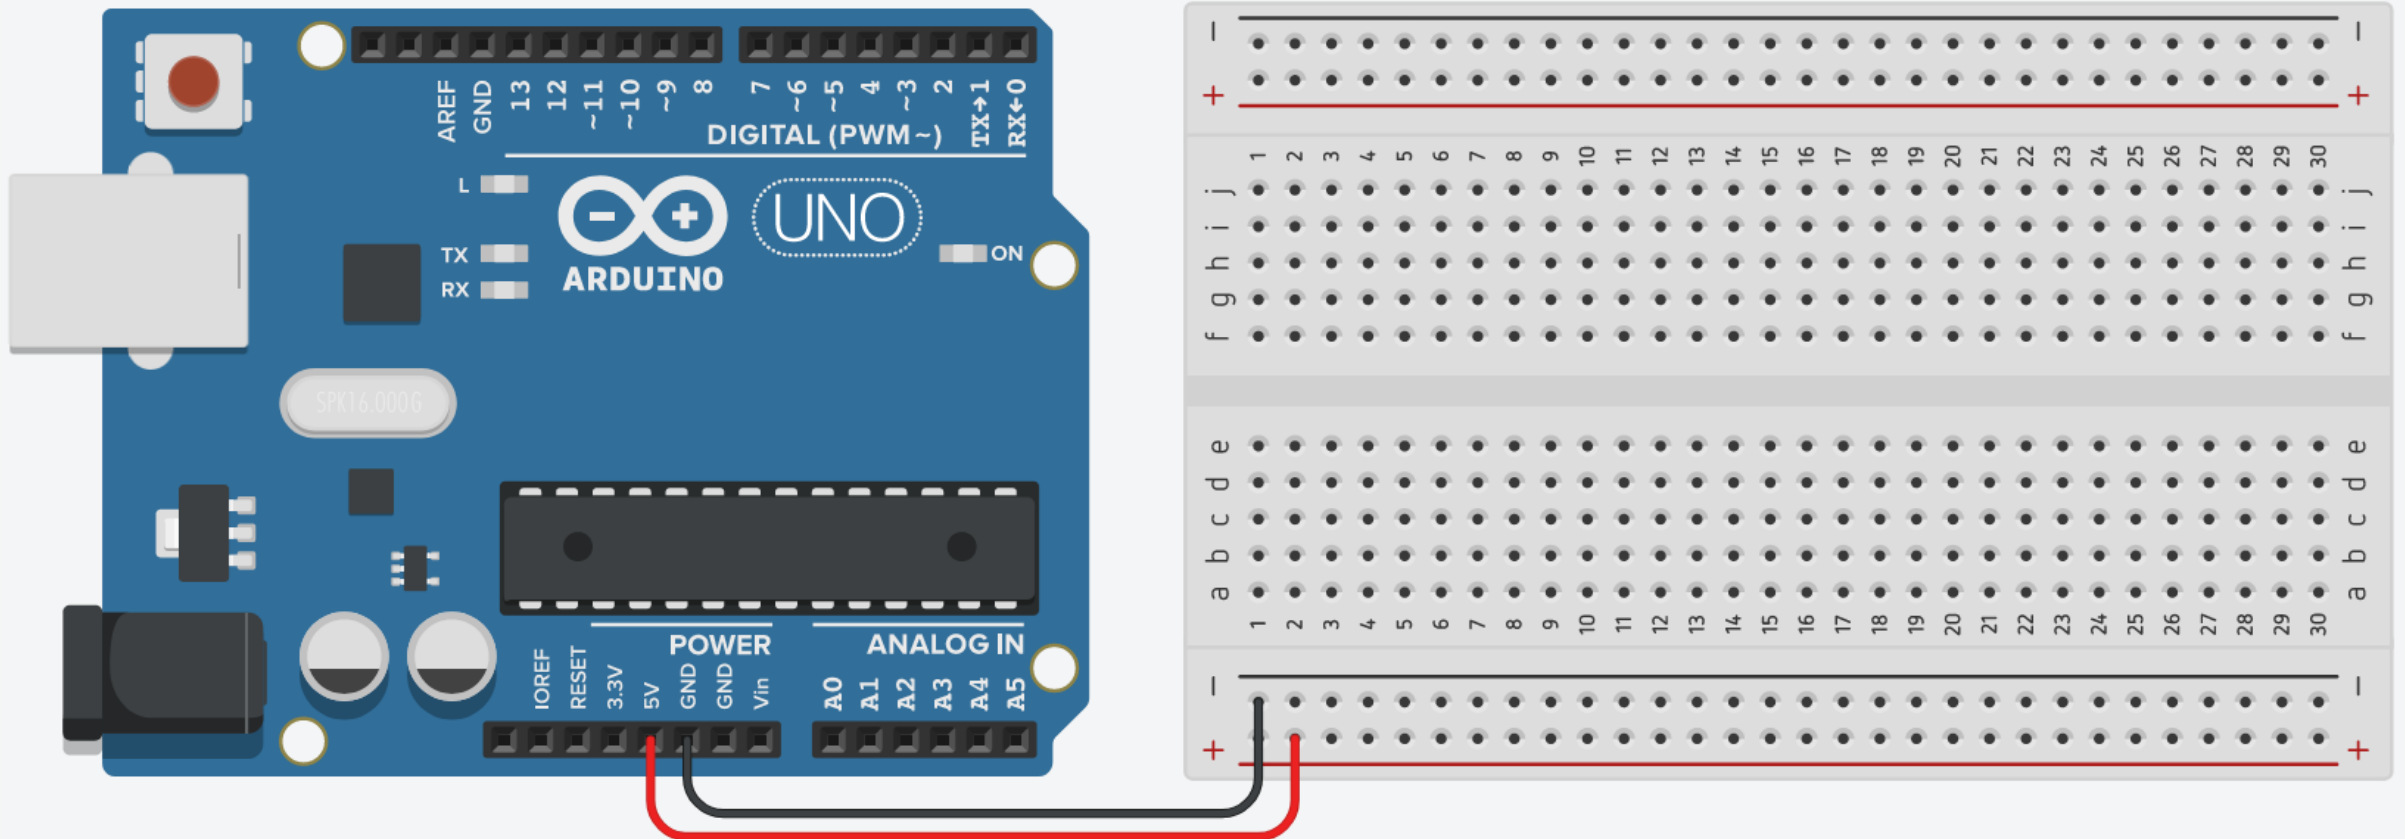 AREF GND 13 12 ~11 ~10 ~9 8 7 ~6 ~5 4 ~3 2 TX→1 RX←0
DIGITAL (PWM~)
L
TX
RX
ARDUINO
UNO
ON
SPK16.000G
POWER
ANALOG IN
IOREF RESET 3.3V 5V GND GND Vin A0 A1 A2 A3 A4 A5
− −
+ +
1 2 3 4 5 6 7 8 9 10 11 12 13 14 15 16 17 18 19 20 21 22 23 24 25 26 27 28 29 30
j j
i i
h h
g g
f f
e e
d d
c c
b b
a a
1 2 3 4 5 6 7 8 9 10 11 12 13 14 15 16 17 18 19 20 21 22 23 24 25 26 27 28 29 30
− −
+ +